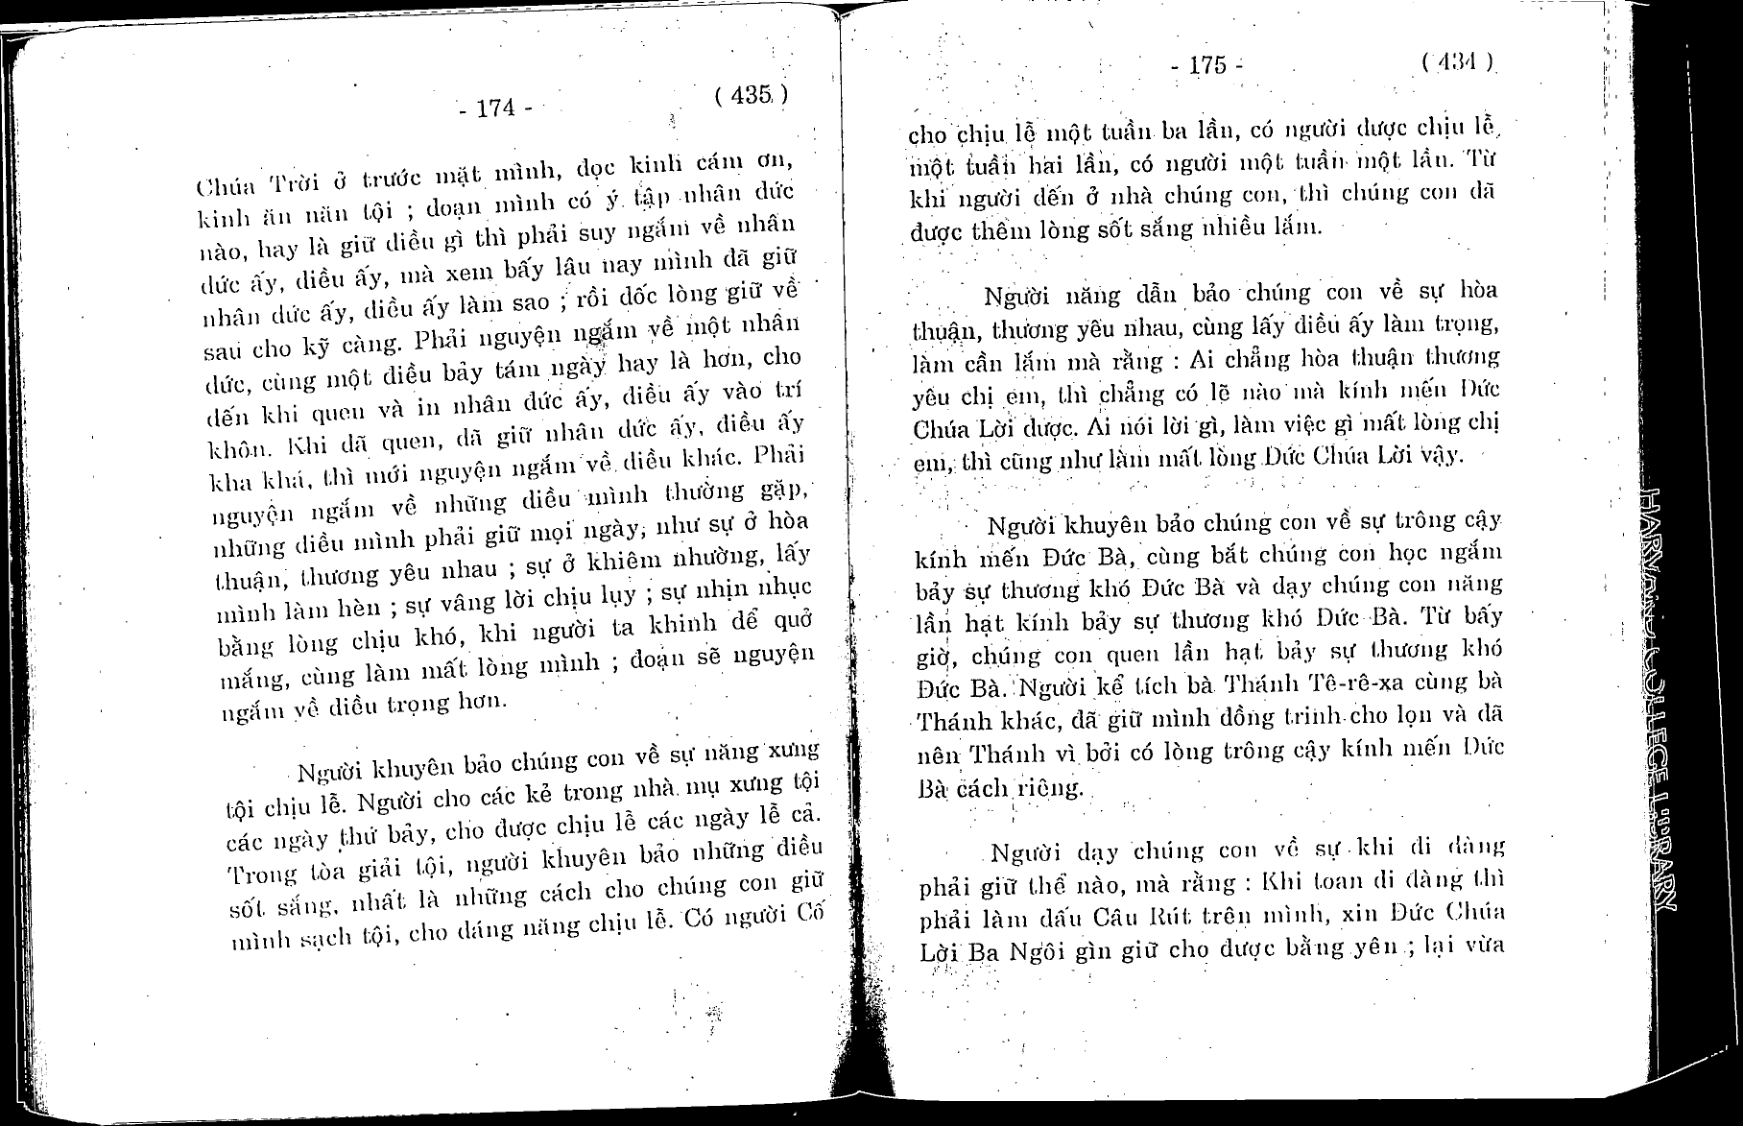 - 174 -
( 435 )
Chúa Trời ở trước mặt mình, đọc kinh cám ơn,
kinh ăn năn tội ; đoạn mình có ý tập nhân đức
nào, hay là giữ điều gì thì phải suy ngắm về nhân
đức ấy, điều ấy, mà xem bấy lâu nay mình đã giữ
nhân đức ấy, điều ấy làm sao ; rồi dốc lòng giữ về
sau cho kỹ càng. Phải nguyện ngắm về một nhân
đức, cùng một điều bảy tám ngày hay là hơn, cho
đến khi quen và in nhân đức ấy, điều ấy vào trí
khôn. Khi đã quen, đã giữ nhân đức ấy, điều ấy
kha khá, thì mới nguyện ngắm về điều khác. Phải
nguyện ngắm về những điều mình thường gặp,
những điều mình phải giữ mọi ngày, như sự ở hòa
thuận, thương yêu nhau ; sự ở khiêm nhường, lấy
mình làm hèn ; sự vâng lời chịu lụy ; sự nhịn nhục
bằng lòng chịu khó, khi người ta khinh dể quở
mắng, cùng làm mất lòng mình ; đoạn sẽ nguyện
ngắm về điều trọng hơn.
Người khuyên bảo chúng con về sự năng xưng
tội chịu lễ. Người cho các kẻ trong nhà mụ xưng tội
các ngày thứ bảy, cho được chịu lễ các ngày lễ cả.
Trong tòa giải tội, người khuyên bảo những điều
sốt sắng, nhất là những cách cho chúng con giữ
mình sạch tội, cho đáng năng chịu lễ. Có người Cố
- 175 -
( 434 )
cho chịu lễ một tuần ba lần, có người được chịu lễ
một tuần hai lần, có người một tuần một lần. Từ
khi người đến ở nhà chúng con, thì chúng con đã
được thêm lòng sốt sắng nhiều lắm.
Người năng dẫn bảo chúng con về sự hòa
thuận, thương yêu nhau, cùng lấy điều ấy làm trọng,
làm cần lắm mà rằng : Ai chẳng hòa thuận thương
yêu chị em, thì chẳng có lẽ nào mà kính mến Đức
Chúa Lời được. Ai nói lời gì, làm việc gì mất lòng chị
em, thì cũng như làm mất lòng Đức Chúa Lời vậy.
Người khuyên bảo chúng con về sự trông cậy
kính mến Đức Bà, cùng bắt chúng con học ngắm
bảy sự thương khó Đức Bà và dạy chúng con năng
lần hạt kính bảy sự thương khó Đức Bà. Từ bấy
giờ, chúng con quen lần hạt bảy sự thương khó
Đức Bà. Người kể tích bà Thánh Tê-rê-xa cùng bà
Thánh khác, đã giữ mình đồng trinh cho lọn và đã
nên Thánh vì bởi có lòng trông cậy kính mến Đức
Bà cách riêng.
Người dạy chúng con về sự khi đi đàng
phải giữ thể nào, mà rằng : Khi toan đi đàng thì
phải làm dấu Câu Rút trên mình, xin Đức Chúa
Lời Ba Ngôi gìn giữ cho được bằng yên ; lại vừa
HARVARD COLLEGE LIBRARY